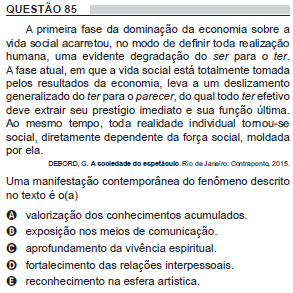 QUESTÃO 85
A primeira fase da dominação da economia sobre a
vida social acarretou, no modo de definir toda realização
humana, uma evidente degradação do ser para o ter.
A fase atual, em que a vida social está totalmente tomada
pelos resultados da economia, leva a um deslizamento
generalizado do ter para o parecer, do qual todo ter efetivo
deve extrair seu prestígio imediato e sua função última.
Ao mesmo tempo, toda realidade individual tornou-se
social, diretamente dependente da força social, moldada
por ela.
DEBORD, G. A sociedade do espetáculo. Rio de Janeiro: Contraponto, 2015.
Uma manifestação contemporânea do fenômeno descrito
no texto é o(a)
A valorização dos conhecimentos acumulados.
B exposição nos meios de comunicação.
C aprofundamento da vivência espiritual.
D fortalecimento das relações interpessoais.
E reconhecimento na esfera artística.